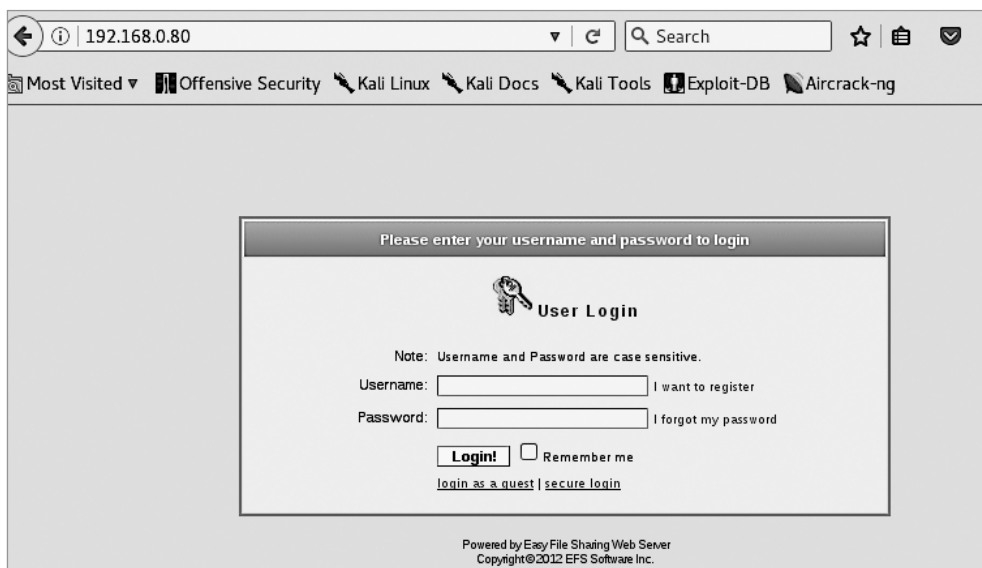 192.168.0.80 Search
Most Visited Offensive Security Kali Linux Kali Docs Kali Tools Exploit-DB Aircrack-ng
Please enter your username and password to login
User Login
Note: Username and Password are case sensitive.
Username: I want to register
Password: I forgot my password
Login! Remember me
login as a guest | secure login
Powered by Easy File Sharing Web Server
Copyright©2012 EFS Software Inc.